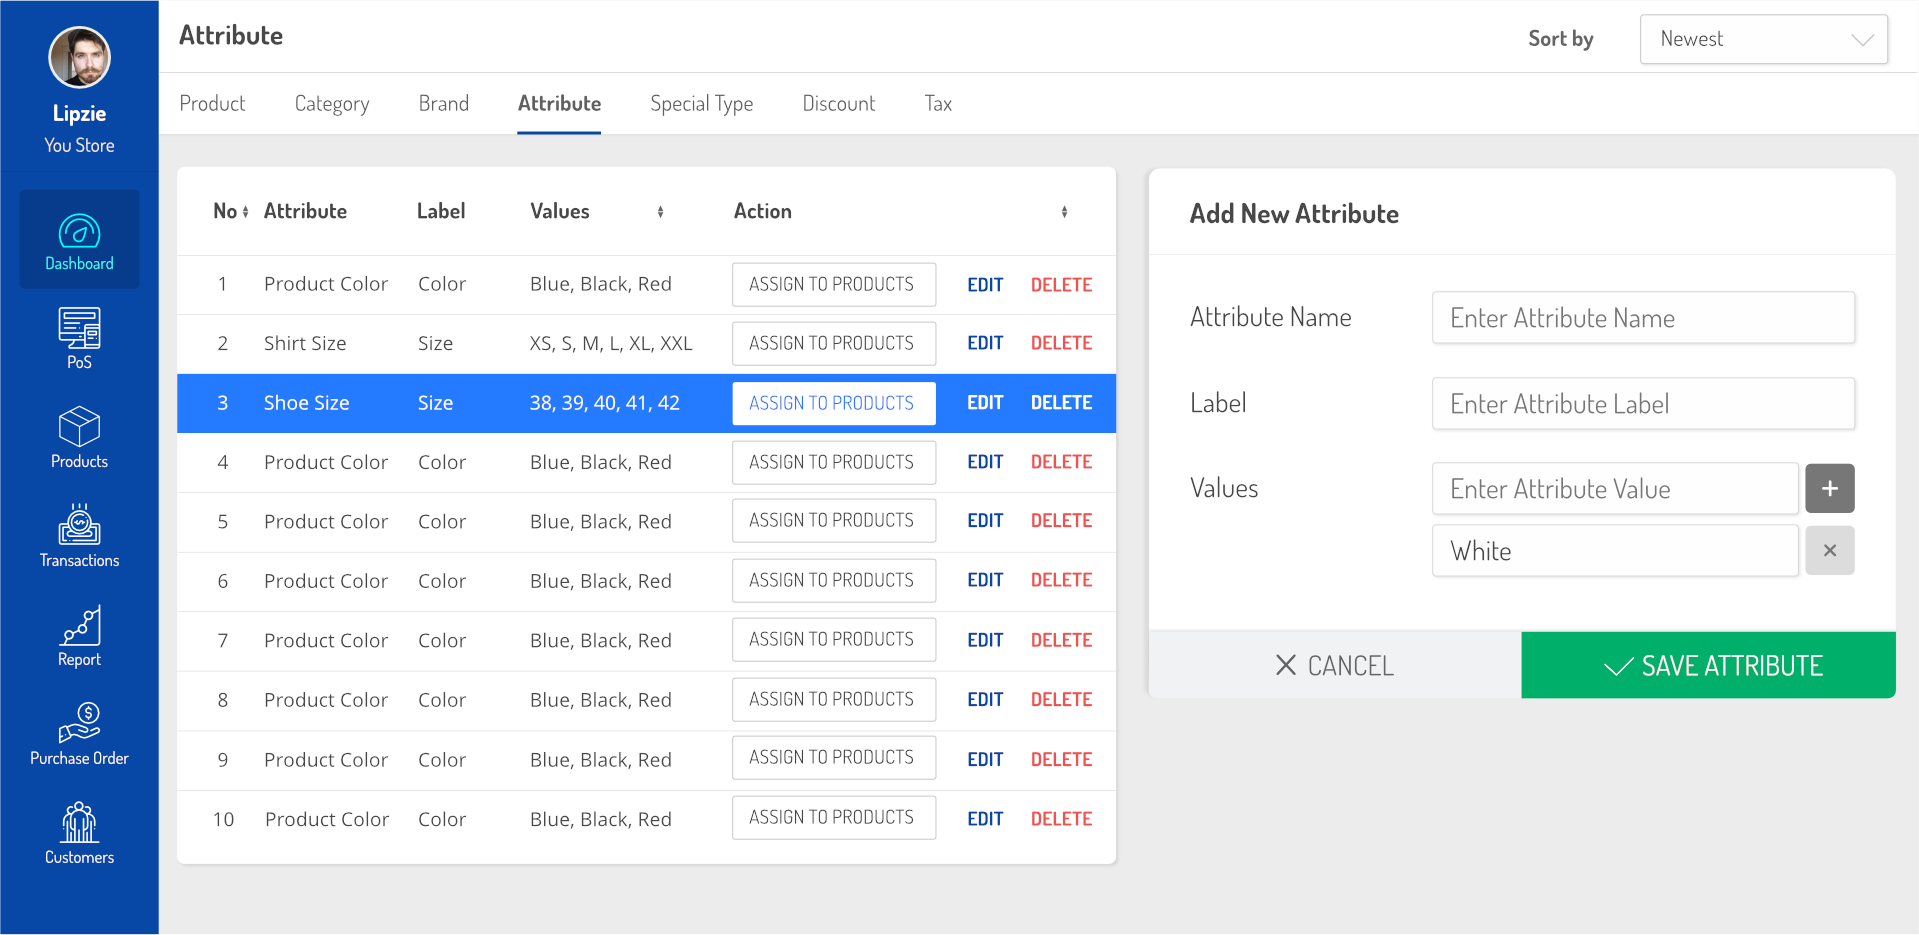 Lipzie
You Store
Dashboard
PoS
Products
Transactions
Report
Purchase Order
Customers
Attribute
Sort by Newest
Product Category Brand Attribute Special Type Discount Tax
No Attribute Label Values Action
1 Product Color Color Blue, Black, Red ASSIGN TO PRODUCTS EDIT DELETE
2 Shirt Size Size XS, S, M, L, XL, XXL ASSIGN TO PRODUCTS EDIT DELETE
3 Shoe Size Size 38, 39, 40, 41, 42 ASSIGN TO PRODUCTS EDIT DELETE
4 Product Color Color Blue, Black, Red ASSIGN TO PRODUCTS EDIT DELETE
5 Product Color Color Blue, Black, Red ASSIGN TO PRODUCTS EDIT DELETE
6 Product Color Color Blue, Black, Red ASSIGN TO PRODUCTS EDIT DELETE
7 Product Color Color Blue, Black, Red ASSIGN TO PRODUCTS EDIT DELETE
8 Product Color Color Blue, Black, Red ASSIGN TO PRODUCTS EDIT DELETE
9 Product Color Color Blue, Black, Red ASSIGN TO PRODUCTS EDIT DELETE
10 Product Color Color Blue, Black, Red ASSIGN TO PRODUCTS EDIT DELETE
Add New Attribute
Attribute Name Enter Attribute Name
Label Enter Attribute Label
Values Enter Attribute Value +
White ×
CANCEL SAVE ATTRIBUTE